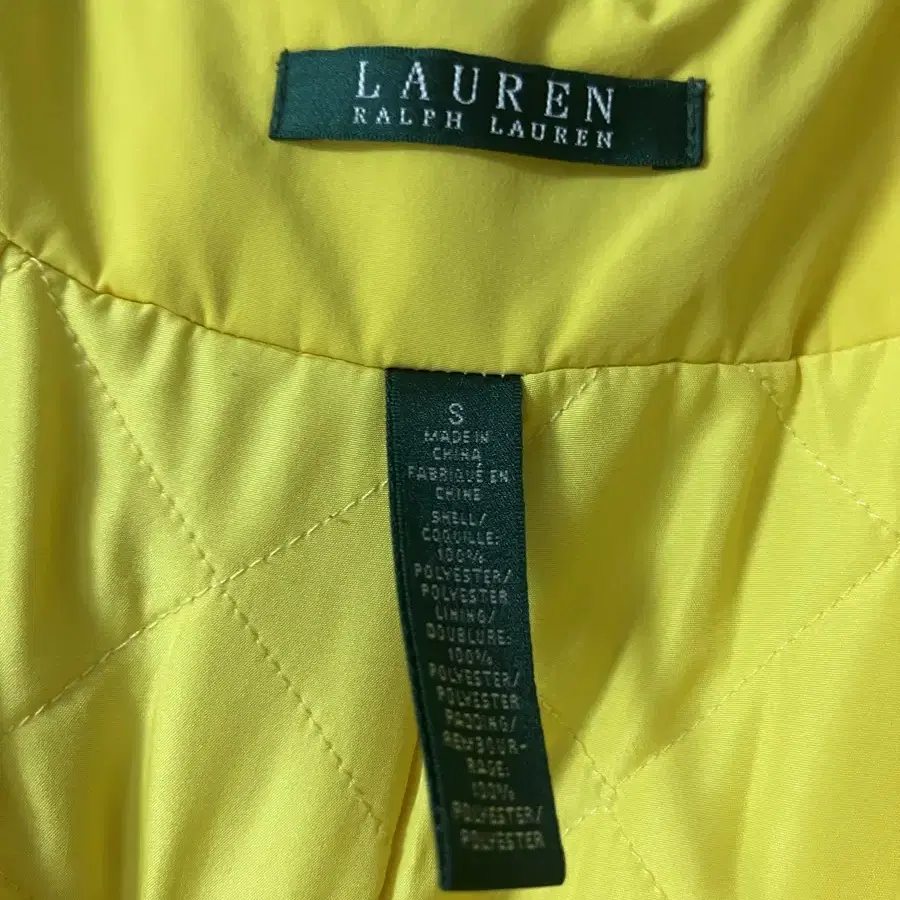 LAUREN
RALPH LAUREN
S
MADE IN
CHINA
FABRIQUÉ EN
CHINE
SHELL/
COQUILLE:
100%
POLYESTER/
POLYESTER
LINING/
DOUBLURE:
100%
POLYESTER/
POLYESTER
PADDING/
REMBOUR-
RAGE:
100%
POLYESTER/
POLYESTER